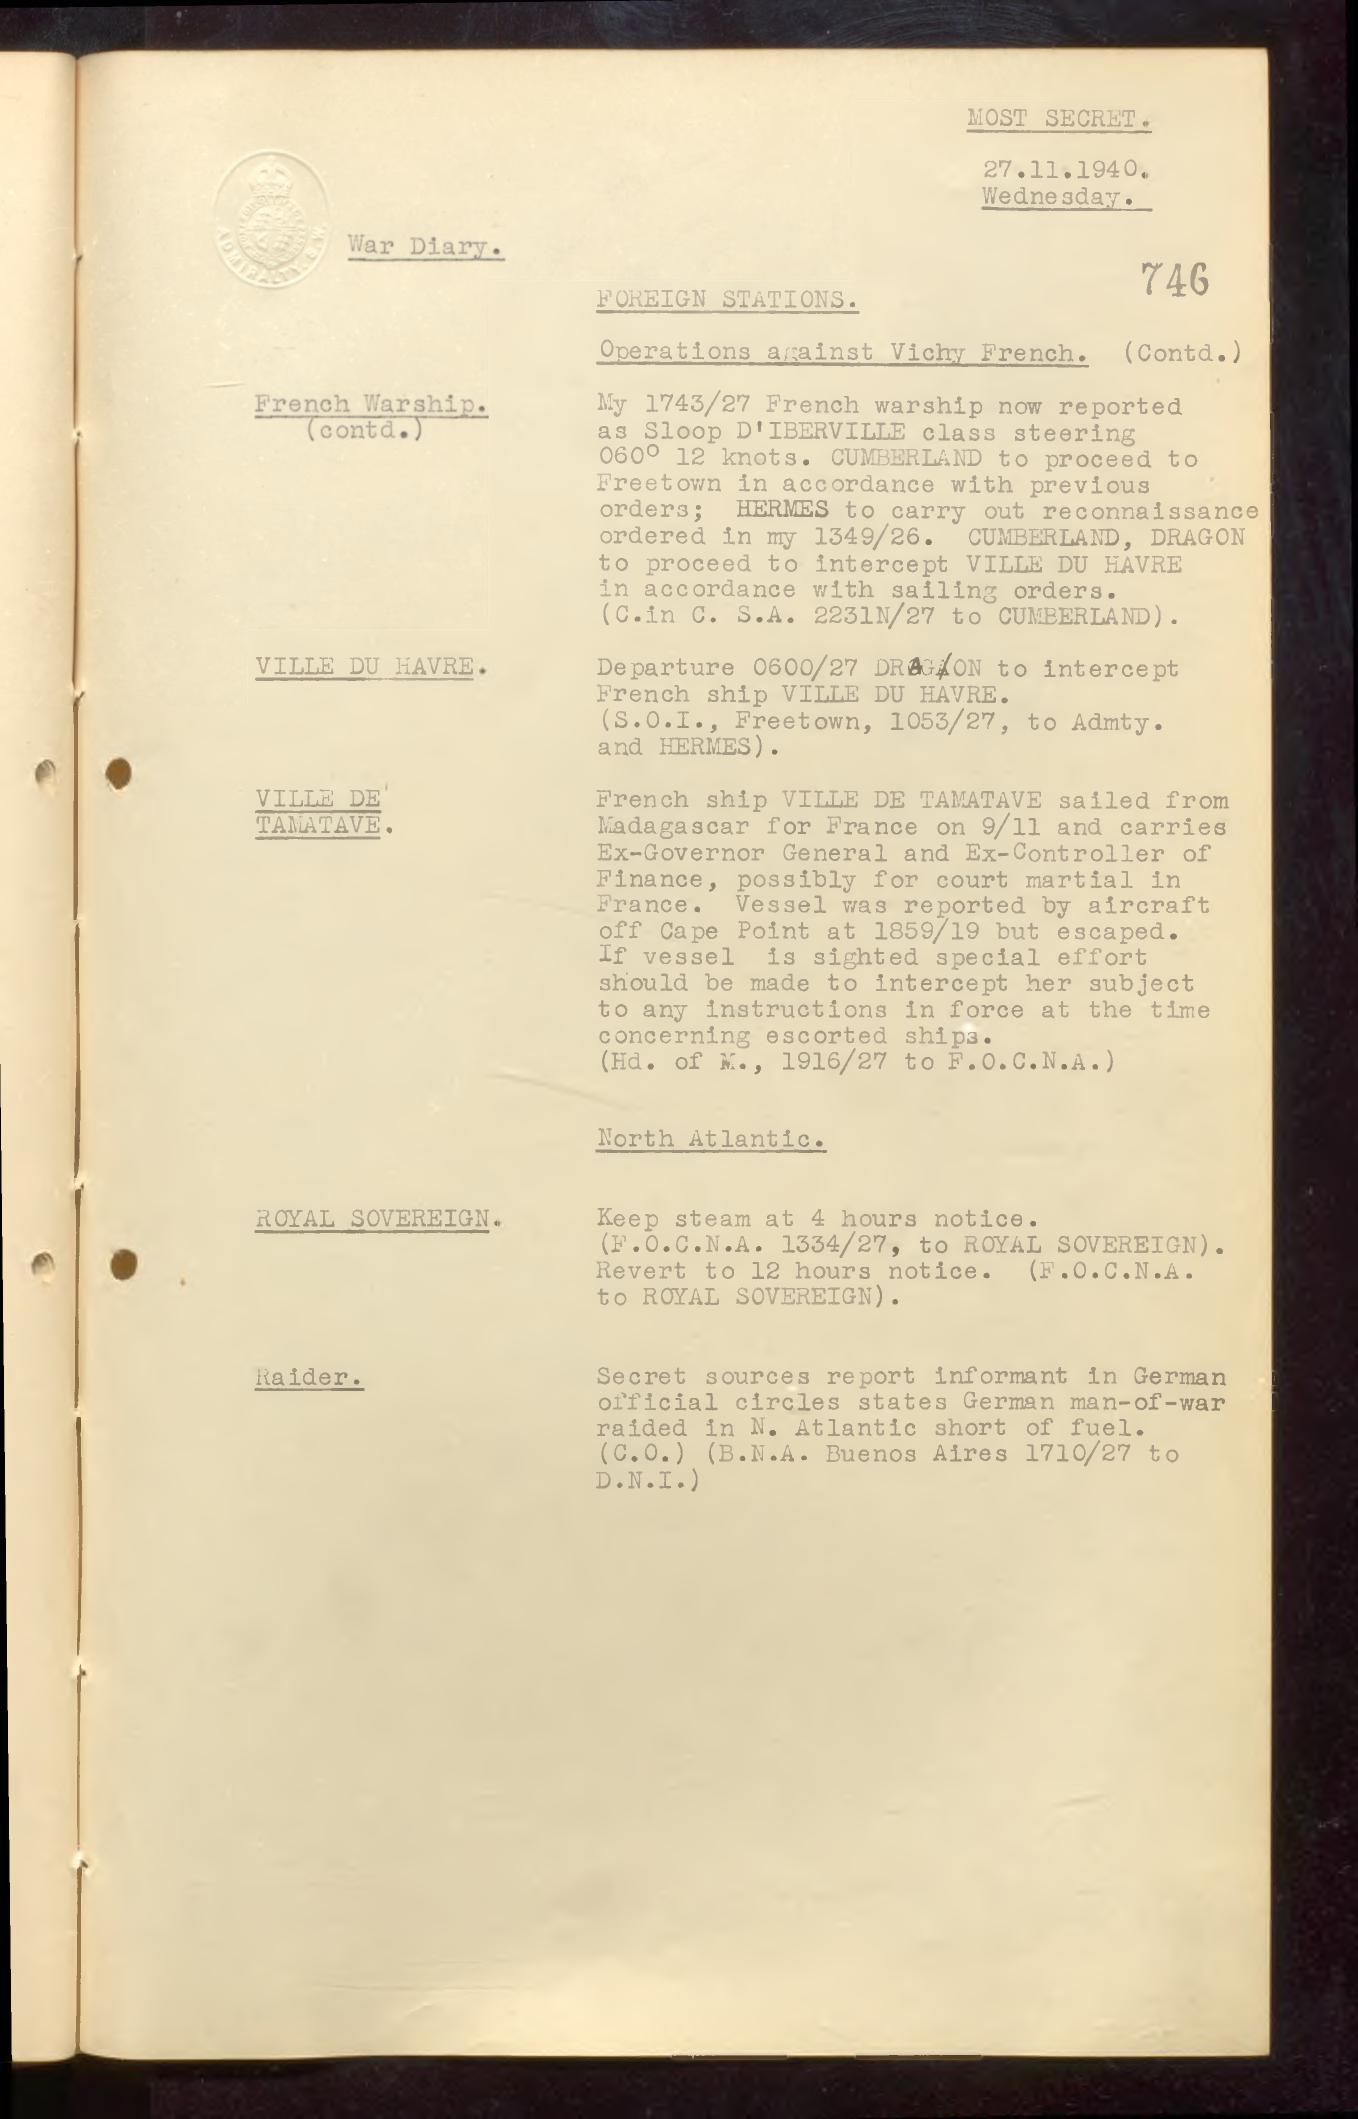 MOST SECRET.
27.11.1940.
Wednesday.
ADMIRALTY. S.W.
War Diary.
746
FOREIGN STATIONS.
Operations against Vichy French. (Contd.)
French Warship.
(contd.)
My 1743/27 French warship now reported
as Sloop D'IBERVILLE class steering
060° 12 knots. CUMBERLAND to proceed to
Freetown in accordance with previous
orders; HERMES to carry out reconnaissance
ordered in my 1349/26. CUMBERLAND, DRAGON
to proceed to intercept VILLE DU HAVRE
in accordance with sailing orders.
(C.in C. S.A. 2231N/27 to CUMBERLAND).
VILLE DU HAVRE.
Departure 0600/27 DRAGON to intercept
French ship VILLE DU HAVRE.
(S.O.I., Freetown, 1053/27, to Admty.
and HERMES).
VILLE DE
TAMATAVE.
French ship VILLE DE TAMATAVE sailed from
Madagascar for France on 9/11 and carries
Ex-Governor General and Ex-Controller of
Finance, possibly for court martial in
France. Vessel was reported by aircraft
off Cape Point at 1859/19 but escaped.
If vessel is sighted special effort
should be made to intercept her subject
to any instructions in force at the time
concerning escorted ships.
(Hd. of M., 1916/27 to F.O.C.N.A.)
North Atlantic.
ROYAL SOVEREIGN.
Keep steam at 4 hours notice.
(F.O.C.N.A. 1334/27, to ROYAL SOVEREIGN).
Revert to 12 hours notice. (F.O.C.N.A.
to ROYAL SOVEREIGN).
Raider.
Secret sources report informant in German
official circles states German man-of-war
raided in N. Atlantic short of fuel.
(C.O.) (B.N.A. Buenos Aires 1710/27 to
D.N.I.)